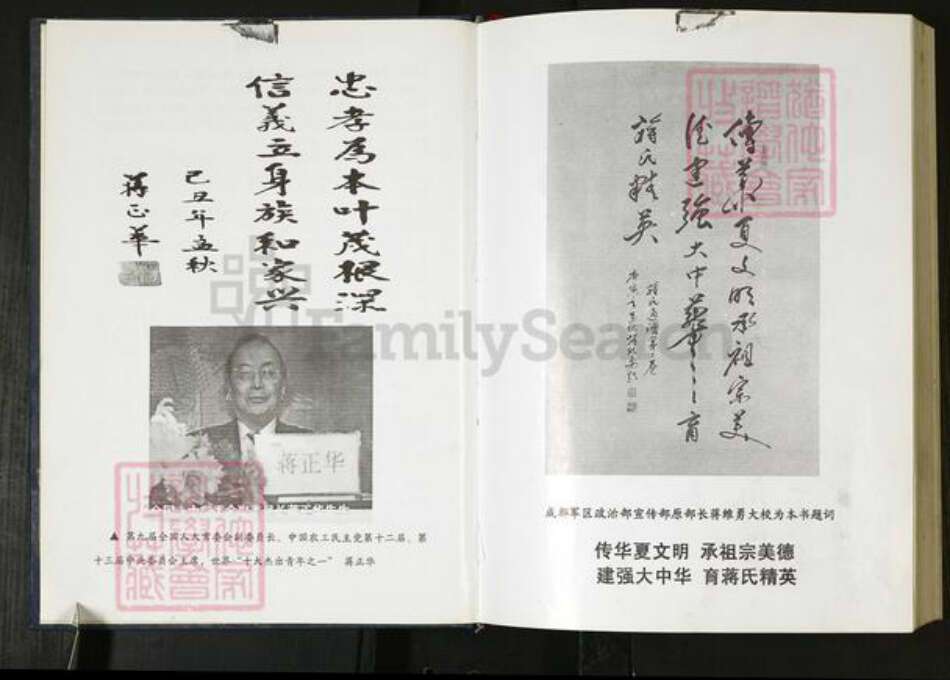 忠孝为本叶茂根深
信義立身族和家兴
己丑年孟秋
蒋正华
蒋正华
▲ 第九届全国人大常委会副委员长、中国农工民主党第十二届、第
十三届中央委员会主席，世界“十大杰出青年之一” 蒋正华
傳華夏文明承祖宗美
德建強大中華育
蒋氏精英
成都军区政治部宣传部原部长蒋维勇大校为本书题词
传华夏文明 承祖宗美德
建强大中华 育蒋氏精英
FamilySearch